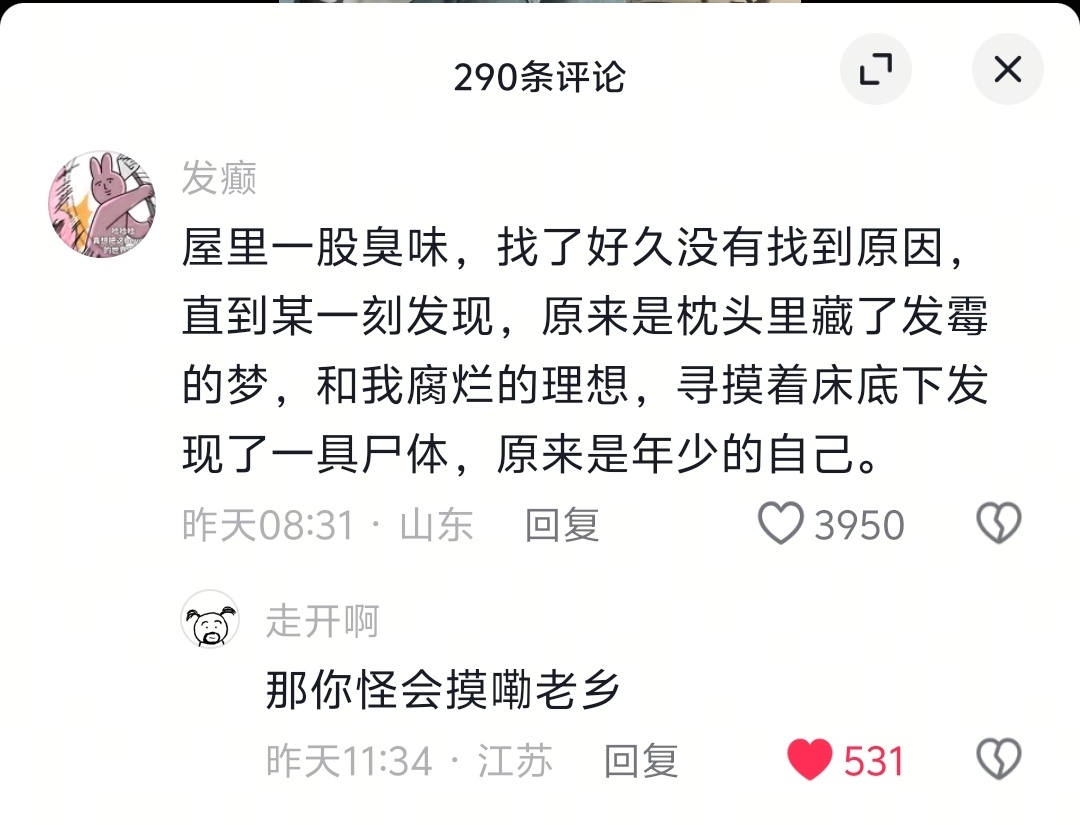 290条评论
发癫
屋里一股臭味，找了好久没有找到原因，
直到某一刻发现，原来是枕头里藏了发霉
的梦，和我腐烂的理想，寻摸着床底下发
现了一具尸体，原来是年少的自己。
昨天08:31 · 山东 回复 3950
走开啊
那你怪会摸嘞老乡
昨天11:34 · 江苏 回复 531